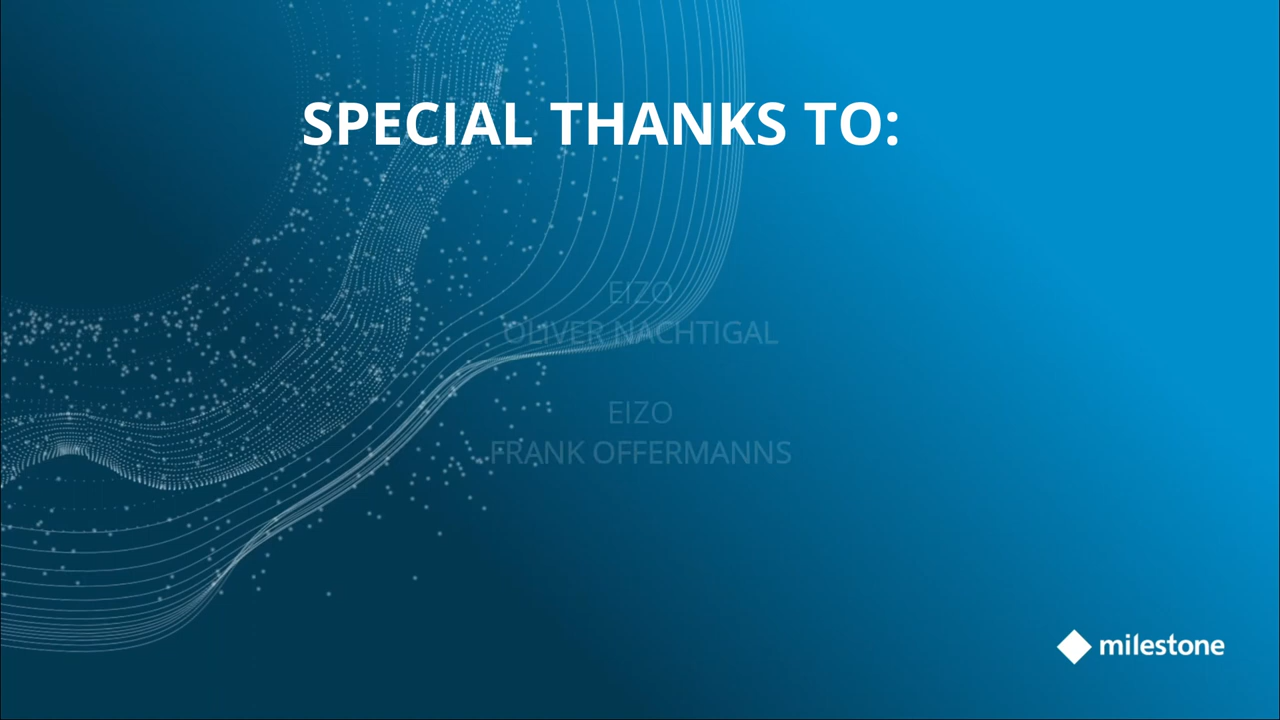 SPECIAL THANKS TO:
EIZO
OLIVER NACHTIGAL
EIZO
FRANK OFFERMANNS
milestone